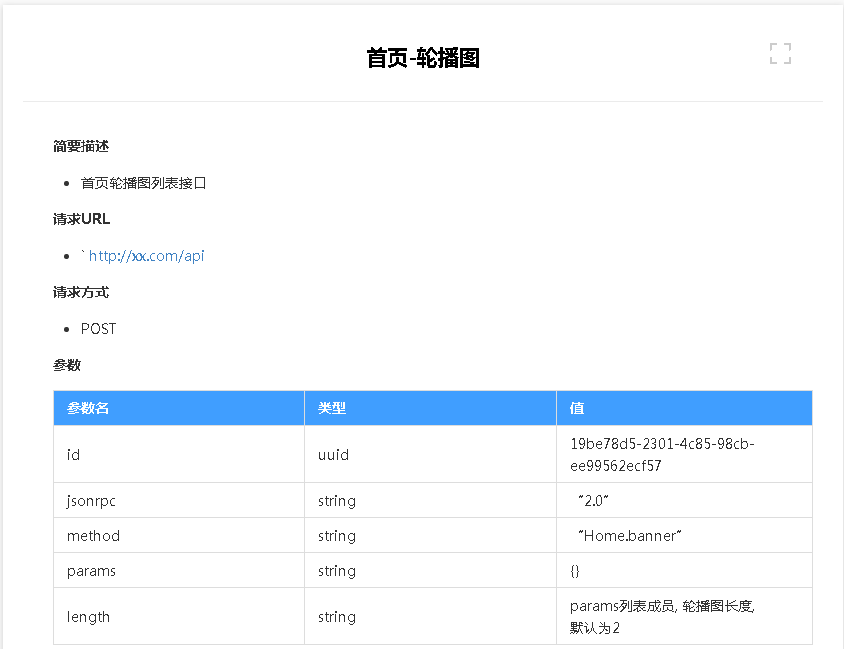 首页-轮播图
简要描述
首页轮播图列表接口
请求URL
`http://xx.com/api
请求方式
POST
参数
参数名 类型 值
id uuid 19be78d5-2301-4c85-98cb-
ee99562ecf57
jsonrpc string "2.0"
method string "Home.banner"
params string {}
length string params列表成员, 轮播图长度,
默认为2